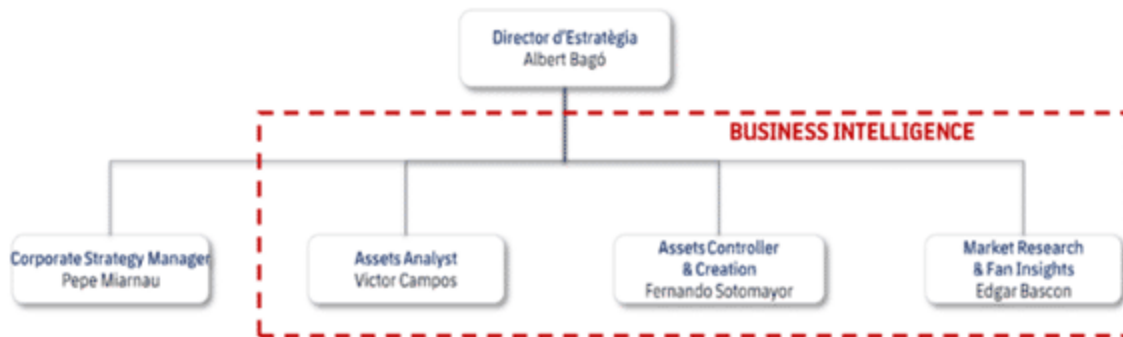 Director d'Estratègia
Albert Bagó
BUSINESS INTELLIGENCE
Corporate Strategy Manager
Pepe Miarnau
Assets Analyst
Victor Campos
Assets Controller
& Creation
Fernando Sotomayor
Market Research
& Fan Insights
Edgar Bascon